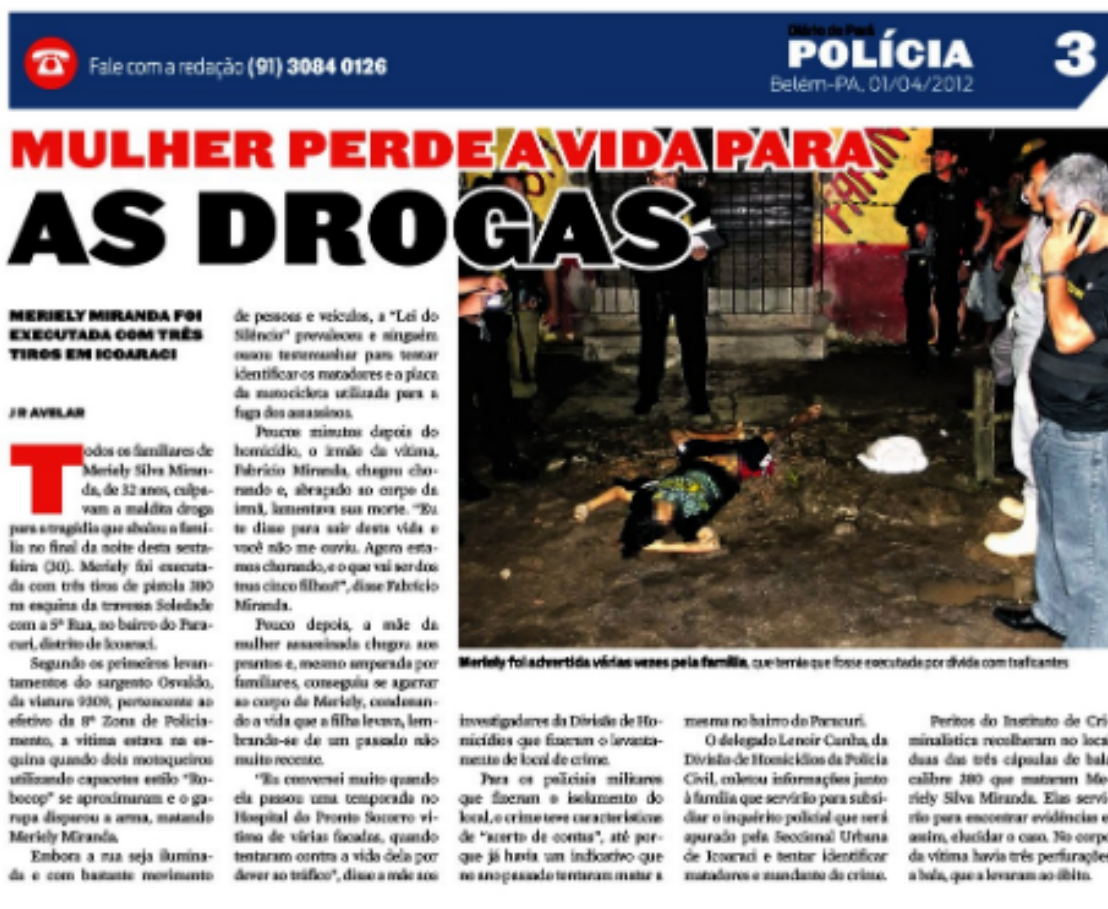 Fale com a redação (91) 3084 0126
Diário do Pará
POLÍCIA
Belém-PA, 01/04/2012
3
MULHER PERDE A VIDA PARA
AS DROGAS
MERIELY MIRANDA FOI
EXECUTADA COM TRÊS
TIROS EM ICOARACI
J R AVELAR
Todos os familiares de
Meriely Silva Miran-
da, de 32 anos, culpa-
vam a maldita droga
para a tragédia que abalou a famí-
lia no final da noite desta sexta-
feira (30). Meriely foi executa-
da com três tiros de pistola 380
na esquina da travessa Soledade
com a 5ª Rua, no bairro do Para-
curi, distrito de Icoaraci.
Segundo os primeiros levan-
tamentos do sargento Osvaldo,
da viatura 9309, pertencente ao
efetivo da 8ª Zona de Policia-
mento, a vítima estava na es-
quina quando dois motoqueiros
utilizando capacetes estilo "Ro-
bocop" se aproximaram e o ga-
rupa disparou a arma, matando
Meriely Miranda.
Embora a rua seja ilumina-
da e com bastante movimento
de pessoas e veículos, a "Lei do
Silêncio" prevaleceu e ninguém
ousou testemunhar para tentar
identificar os matadores e a placa
da motocicleta utilizada para a
fuga dos assassinos.
Poucos minutos depois do
homicídio, o irmão da vítima,
Fabrício Miranda, chegou cho-
rando e, abraçado ao corpo da
irmã, lamentava sua morte. "Eu
te disse para sair desta vida e
você não me ouviu. Agora esta-
mos chorando, e o que vai ser dos
teus cinco filhos?", disse Fabrício
Miranda.
Pouco depois, a mãe da
mulher assassinada chegou aos
prantos e, mesmo amparada por
familiares, conseguiu se agarrar
ao corpo de Meriely, condenan-
do a vida que a filha levava, lem-
brando-se de um passado não
muito recente.
"Eu conversei muito quando
ela passou uma temporada no
Hospital do Pronto Socorro ví-
tima de várias facadas, quando
tentaram contra a vida dela por
dever ao tráfico", disse a mãe aos
Meriely foi advertida várias vezes pela família, que temia que fosse executada por dívida com traficantes
investigadores da Divisão de Ho-
micídios que fizeram o levanta-
mento de local de crime.
Para os policiais militares
que fizeram o isolamento do
local, o crime teve características
de "acerto de contas", até por-
que já havia um indicativo que
no ano passado tentaram matar a
mesma no bairro do Paracuri.
O delegado Lenoir Cunha, da
Divisão de Homicídios da Polícia
Civil, coletou informações junto
à família que servirão para subsi-
diar o inquérito policial que será
apurado pela Seccional Urbana
de Icoaraci e tentar identificar
matadores e mandante do crime.
Peritos do Instituto de Cri-
minalística recolheram no local
duas das três cápsulas de bala
calibre 380 que mataram Me-
riely Silva Miranda. Elas servi-
rão para encontrar evidências e,
assim, elucidar o caso. No corpo
da vítima havia três perfurações
a bala, que a levaram ao óbito.